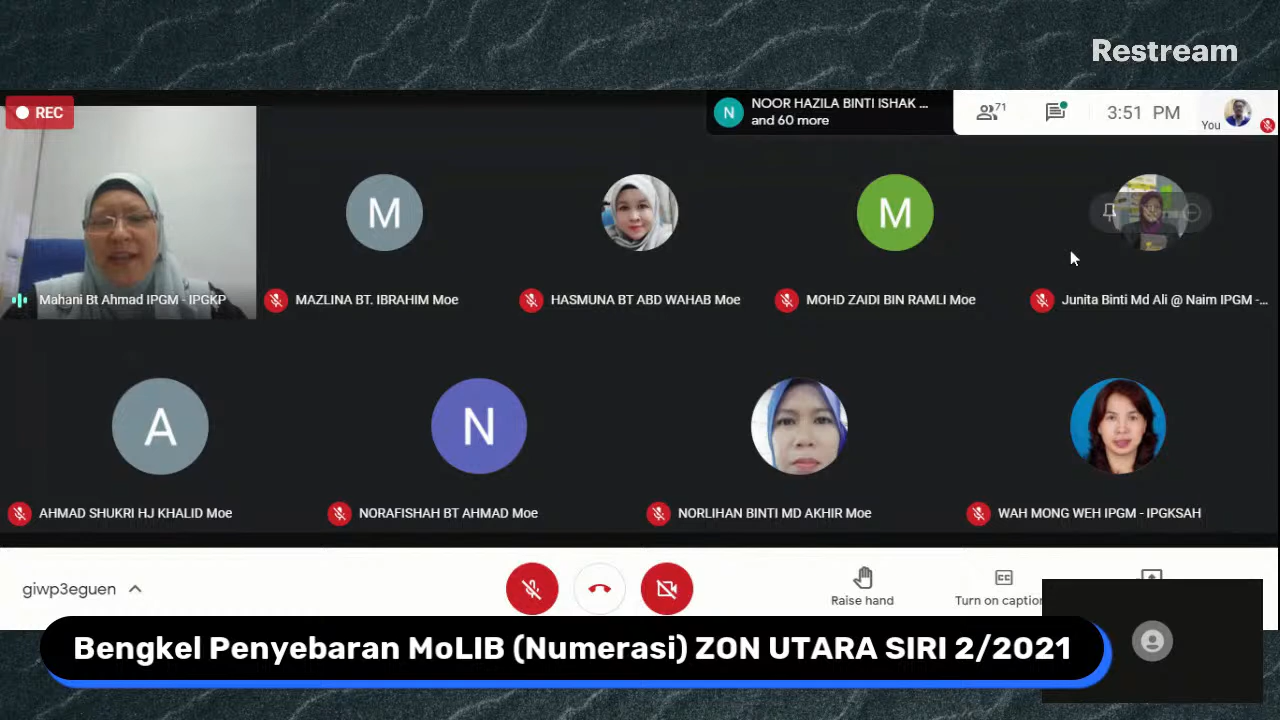 Restream
REC
N
NOOR HAZILA BINTI ISHAK ...
and 60 more
71
3:51 PM
You
M
M
Mahani Bt Ahmad IPGM - IPGKP
MAZLINA BT. IBRAHIM Moe
HASMUNA BT ABD WAHAB Moe
MOHD ZAIDI BIN RAMLI Moe
Junita Binti Md Ali @ Naim IPGM -...
A
N
AHMAD SHUKRI HJ KHALID Moe
NORAFISHAH BT AHMAD Moe
NORLIHAN BINTI MD AKHIR Moe
WAH MONG WEH IPGM - IPGKSAH
giwp3eguen
Raise hand
CC
Turn on caption
Bengkel Penyebaran MoLIB (Numerasi) ZON UTARA SIRI 2/2021